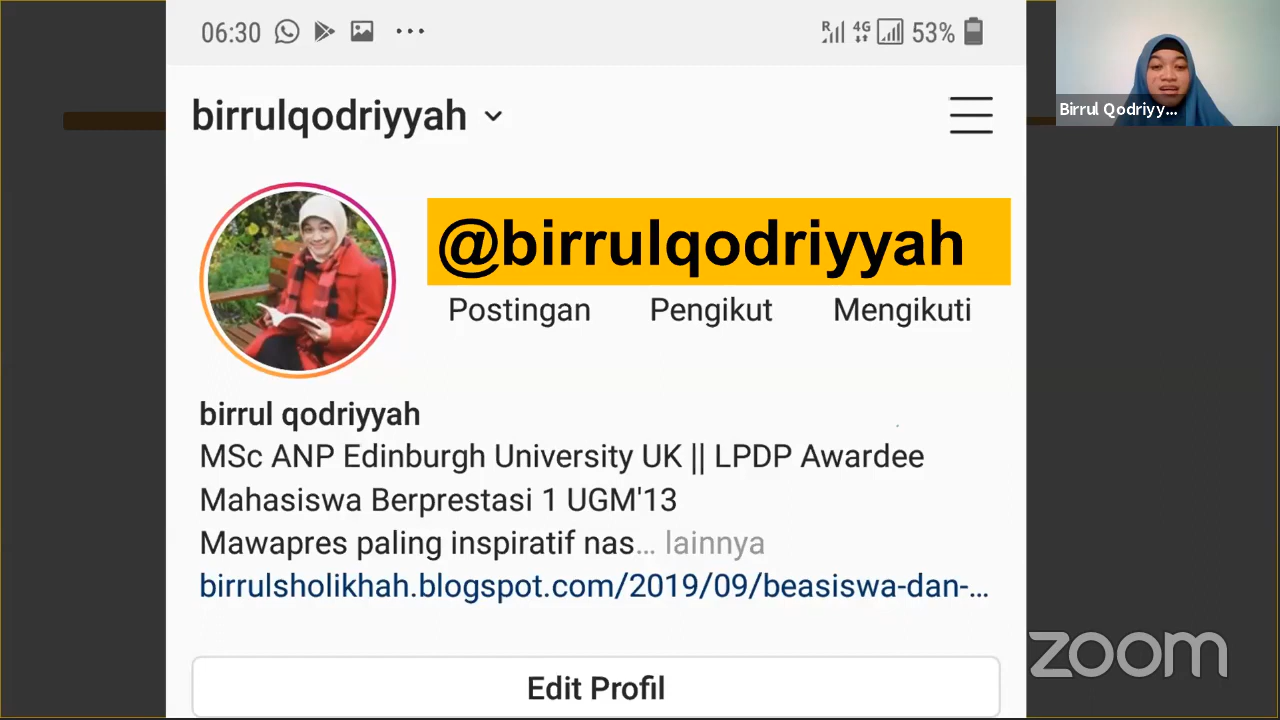 06:30 ... R 4G 53%
birrulqodriyyah
Birrul Qodriyy...
@birrulqodriyyah
Postingan Pengikut Mengikuti
birrul qodriyyah
MSc ANP Edinburgh University UK || LPDP Awardee
Mahasiswa Berprestasi 1 UGM'13
Mawapres paling inspiratif nas... lainnya
birrulsholikhah.blogspot.com/2019/09/beasiswa-dan-...
Edit Profil
zoom